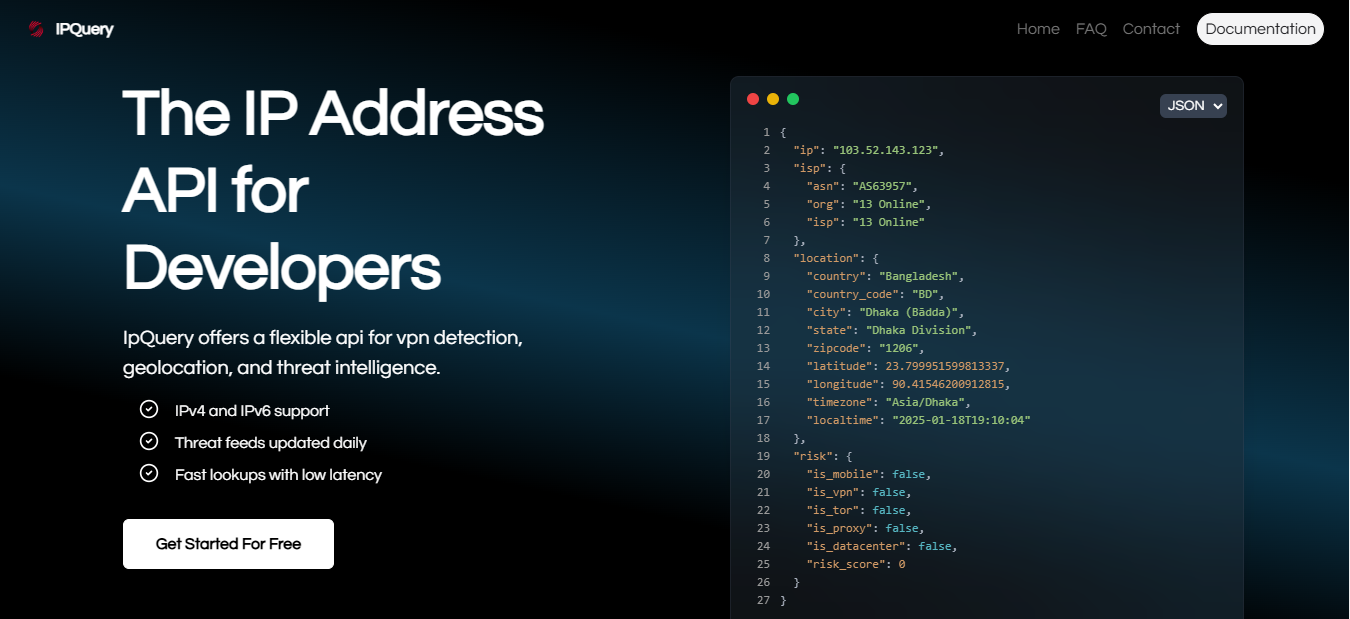 IPQuery
Home FAQ Contact Documentation
The IP Address
API for
Developers
IpQuery offers a flexible api for vpn detection,
geolocation, and threat intelligence.
IPv4 and IPv6 support
Threat feeds updated daily
Fast lookups with low latency
Get Started For Free
JSON
1 {
2 "ip": "103.52.143.123",
3 "isp": {
4 "asn": "AS63957",
5 "org": "13 Online",
6 "isp": "13 Online"
7 },
8 "location": {
9 "country": "Bangladesh",
10 "country_code": "BD",
11 "city": "Dhaka (Bādda)",
12 "state": "Dhaka Division",
13 "zipcode": "1206",
14 "latitude": 23.799951599813337,
15 "longitude": 90.41546200912815,
16 "timezone": "Asia/Dhaka",
17 "localtime": "2025-01-18T19:10:04"
18 },
19 "risk": {
20 "is_mobile": false,
21 "is_vpn": false,
22 "is_tor": false,
23 "is_proxy": false,
24 "is_datacenter": false,
25 "risk_score": 0
26 }
27 }